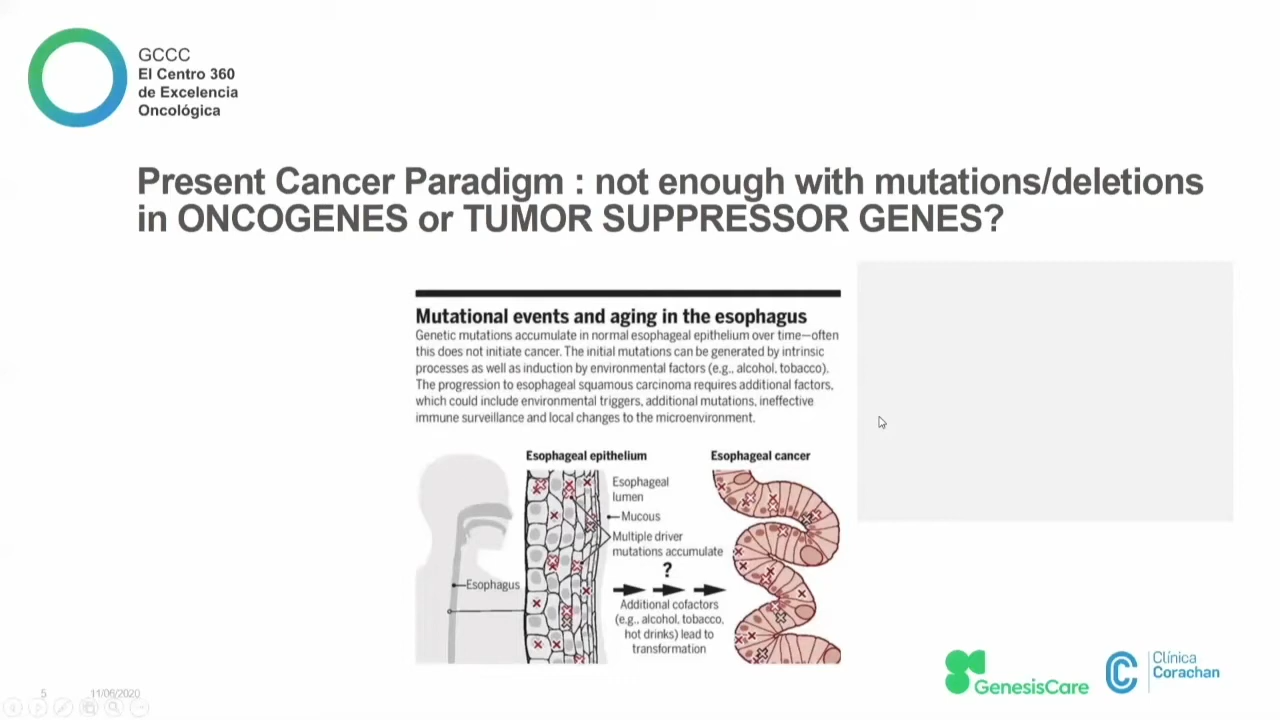 GCCC
El Centro 360
de Excelencia
Oncológica
Present Cancer Paradigm : not enough with mutations/deletions
in ONCOGENES or TUMOR SUPPRESSOR GENES?
Mutational events and aging in the esophagus
Genetic mutations accumulate in normal esophageal epithelium over time—often
this does not initiate cancer. The initial mutations can be generated by intrinsic
processes as well as induction by environmental factors (e.g., alcohol, tobacco).
The progression to esophageal squamous carcinoma requires additional factors,
which could include environmental triggers, additional mutations, ineffective
immune surveillance and local changes to the microenvironment.
Esophageal epithelium
Esophageal cancer
Esophageal
lumen
Mucous
Multiple driver
mutations accumulate
?
Esophagus
Additional cofactors
(e.g., alcohol, tobacco,
hot drinks) lead to
transformation
GenesisCare
Clínica
Corachan
5
11/06/2020